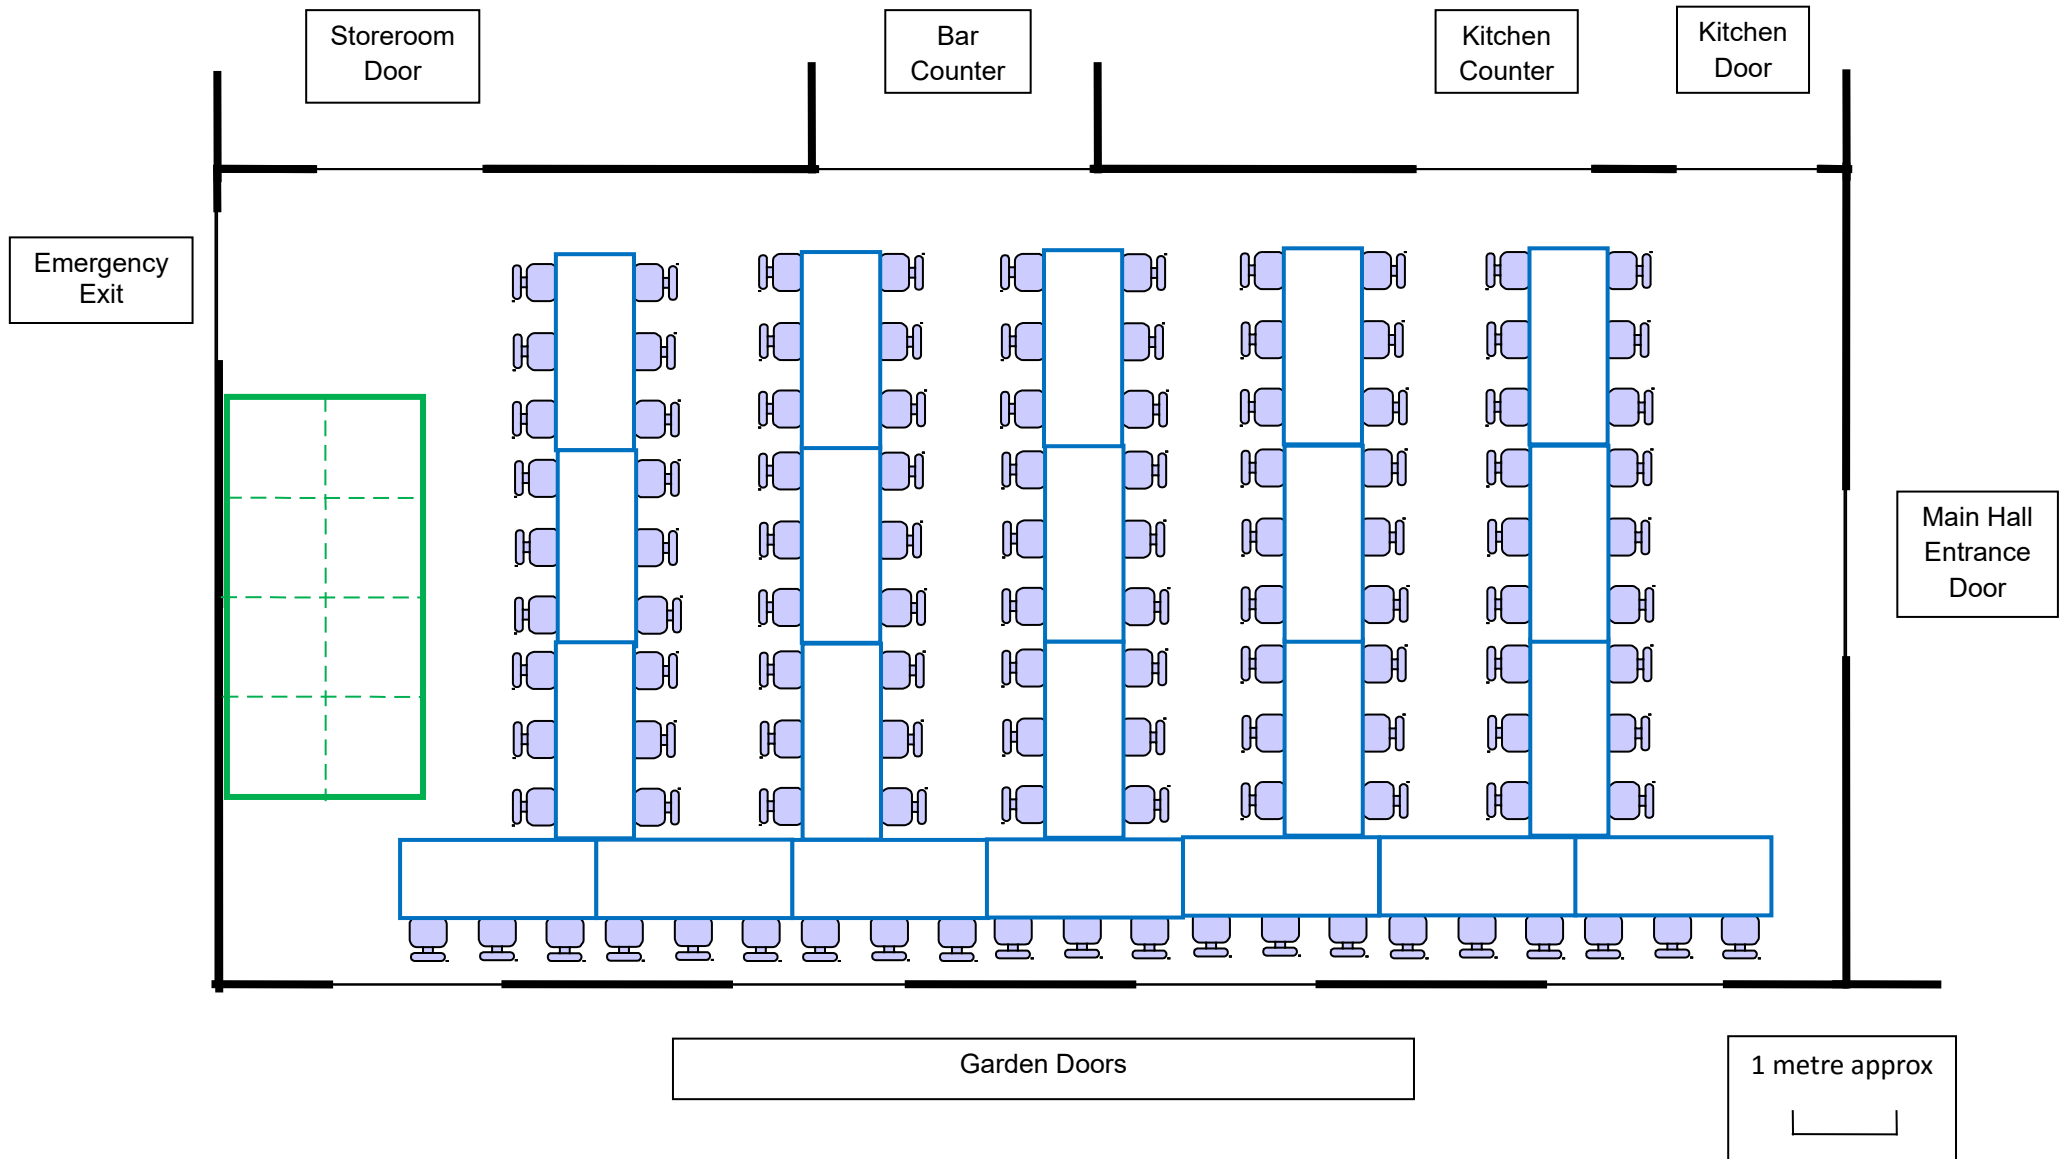 Storeroom
Door
Bar
Counter
Kitchen
Counter
Kitchen
Door
Emergency
Exit
Main Hall
Entrance
Door
Garden Doors
1 metre approx